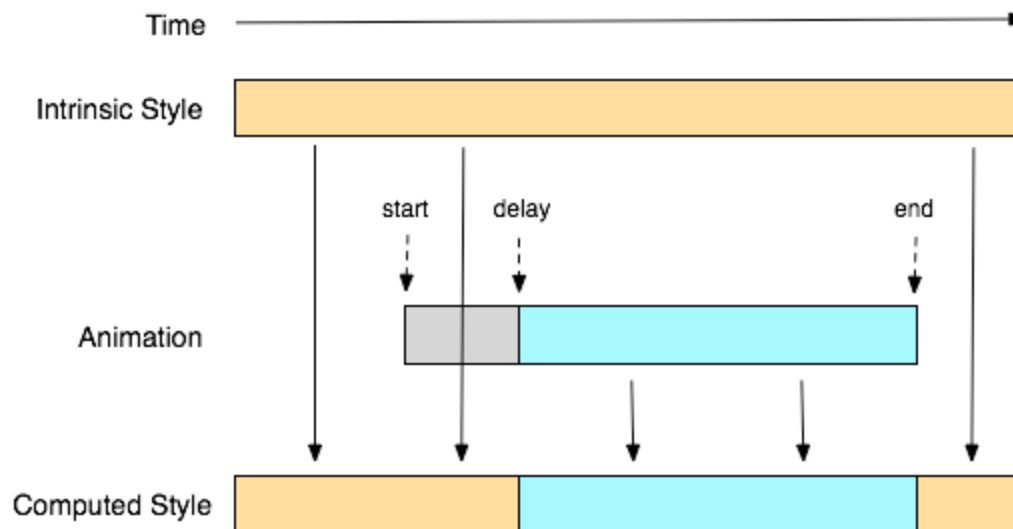 Time
Intrinsic Style
start
delay
end
Animation
Computed Style